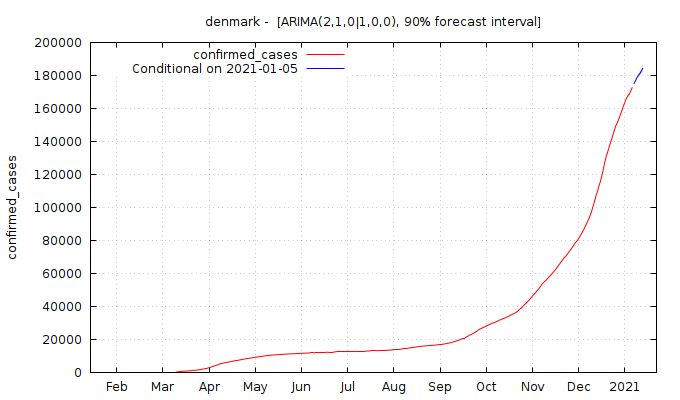 denmark - [ARIMA(2,1,0|1,0,0), 90% forecast interval]
confirmed_cases
Conditional on 2021-01-05
200000
180000
160000
140000
120000
100000
80000
60000
40000
20000
0
confirmed_cases
Feb Mar Apr May Jun Jul Aug Sep Oct Nov Dec 2021